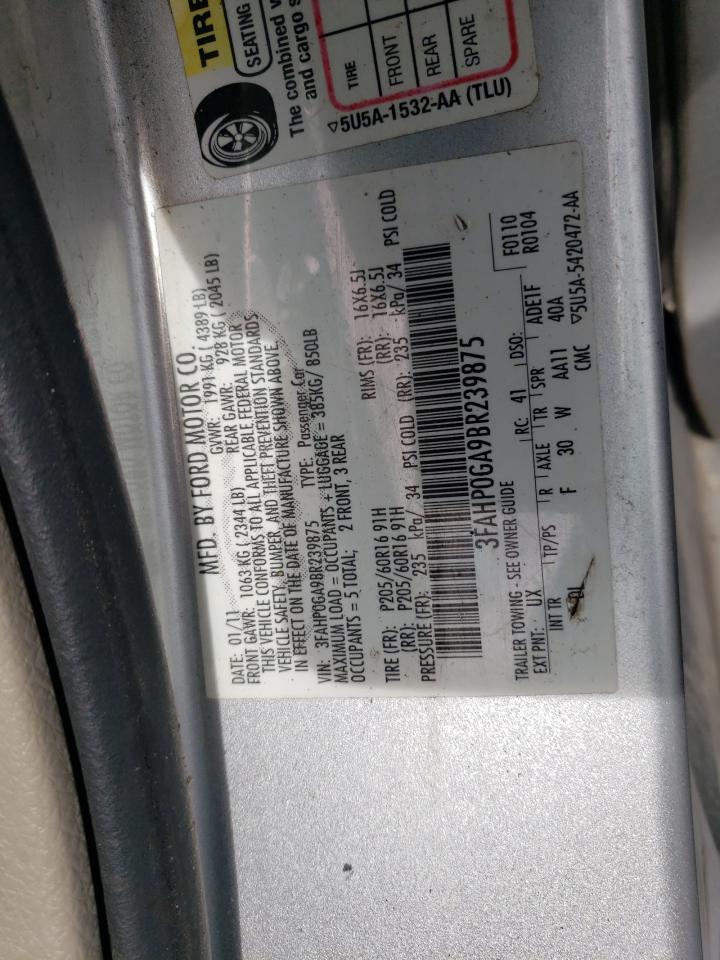 TIRE
SEATING
The combined
and cargo
TIRE
FRONT
REAR
SPARE
▽5U5A-1532-AA (TLU)
MFD. BY FORD MOTOR CO.
DATE: 01/11 GVWR: 1991 KG ( 4389 LB)
FRONT GAWR: 1063 KG ( 2344 LB) REAR GAWR: 928 KG ( 2045 LB)
THIS VEHICLE CONFORMS TO ALL APPLICABLE FEDERAL MOTOR
VEHICLE SAFETY, BUMPER, AND THEFT PREVENTION STANDARDS
IN EFFECT ON THE DATE OF MANUFACTURE SHOWN ABOVE.
VIN: 3FAHP0GA9BR239875 TYPE: Passenger Car
MAXIMUM LOAD = OCCUPANTS + LUGGAGE = 385KG/ 850LB
OCCUPANTS = 5 TOTAL; 2 FRONT, 3 REAR
TIRE (FR): P205/60R16 91H RIMS (FR): 16X6.5J
(RR): P205/60R16 91H (RR): 16X6.5J
PRESSURE (FR): 235 kPa/ 34 PSI COLD (RR): 235 kPa/ 34 PSI COLD
3FAHP0GA9BR239875
TRAILER TOWING - SEE OWNER GUIDE F0110
EXT PNT: UX RC: 41 DSO: R0104
INT TR TP/PS R AXLE TR SPR ADE1F
DL F 30 W AA11 40A
CMC ▽5U5A-5420472-AA